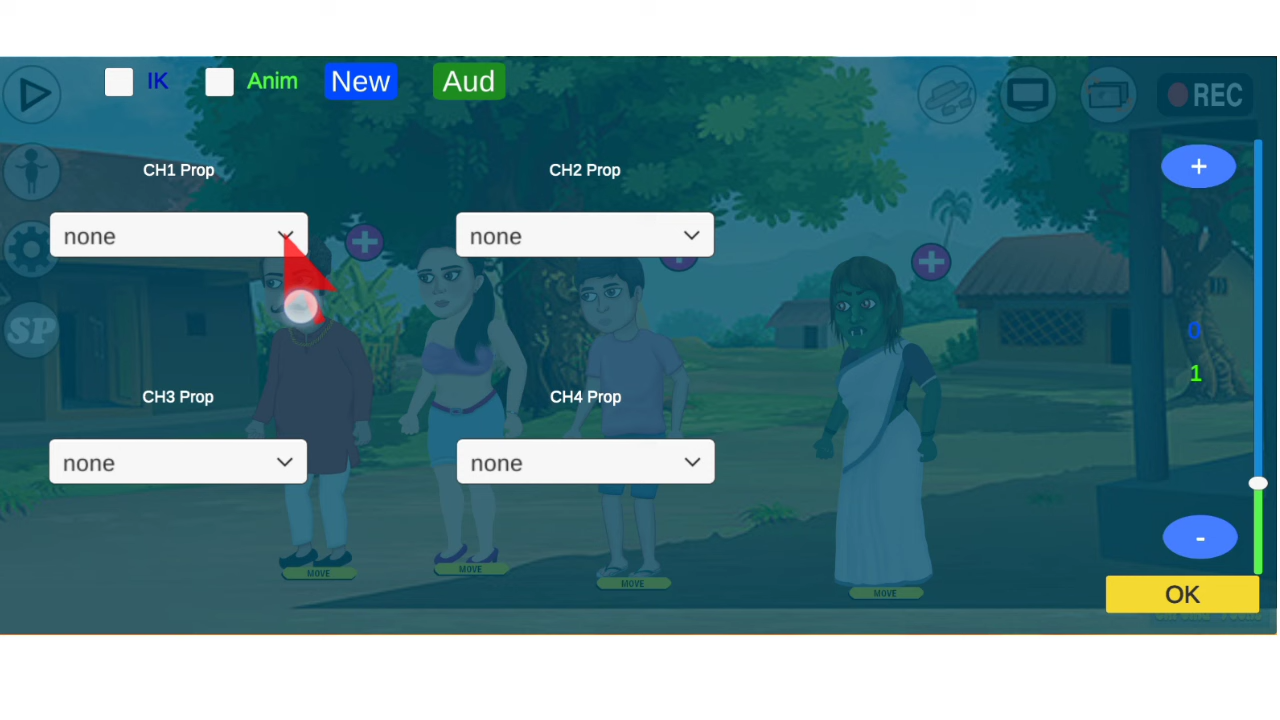 IK Anim New Aud
REC
CH1 Prop CH2 Prop
+
none none
SP
0
1
CH3 Prop CH4 Prop
none none
-
MOVE MOVE MOVE MOVE
OK